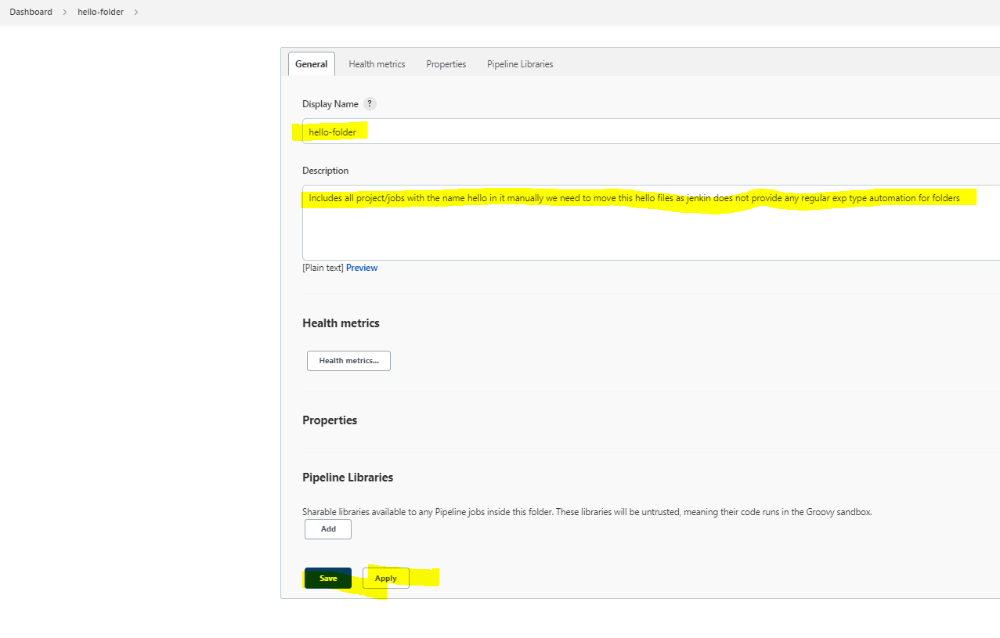 Dashboard > hello-folder >
General Health metrics Properties Pipeline Libraries
Display Name ?
hello-folder
Description
Includes all project/jobs with the name hello in it manually we need to move this hello files as jenkin does not provide any regular exp type automation for folders
[Plain text] Preview
Health metrics
Health metrics...
Properties
Pipeline Libraries
Sharable libraries available to any Pipeline jobs inside this folder. These libraries will be untrusted, meaning their code runs in the Groovy sandbox.
Add
Save Apply